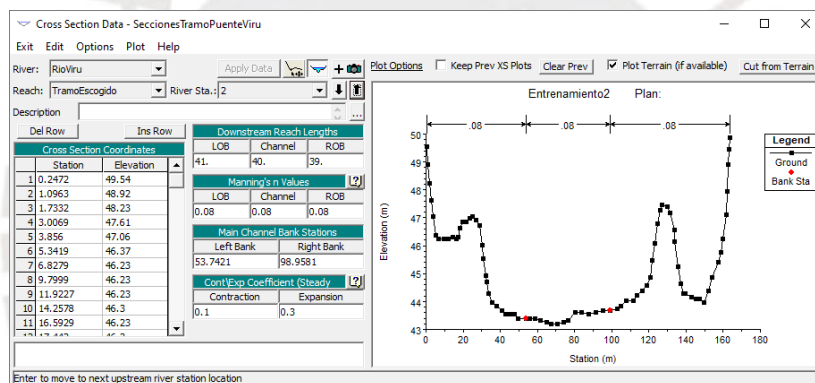 Cross Section Data - SeccionesTramoPuenteViru
Exit Edit Options Plot Help
River: RioViru Apply Data Plot Options Keep Prev XS Plots Clear Prev Plot Terrain (if available) Cut from Terrain
Reach: TramoEscogido River Sta.: 2
Description ...
Del Row Ins Row
Cross Section Coordinates
Station Elevation
1 0.2472 49.54
2 1.0963 48.92
3 1.7332 48.23
4 3.0069 47.61
5 3.856 47.06
6 5.3419 46.37
7 6.8279 46.23
8 9.7999 46.23
9 11.9227 46.23
10 14.2578 46.3
11 16.5929 46.23
Downstream Reach Lengths
LOB Channel ROB
41. 40. 39.
Manning's n Values
LOB Channel ROB
0.08 0.08 0.08
Main Channel Bank Stations
Left Bank Right Bank
53.7421 98.9581
Cont\Exp Coefficient (Steady
Contraction Expansion
0.1 0.3
Entrenamiento2 Plan:
.08 .08 .08
Legend
Ground
Bank Sta
Elevation (m)
50
49
48
47
46
45
44
43
0 20 40 60 80 100 120 140 160 180
Station (m)
Enter to move to next upstream river station location